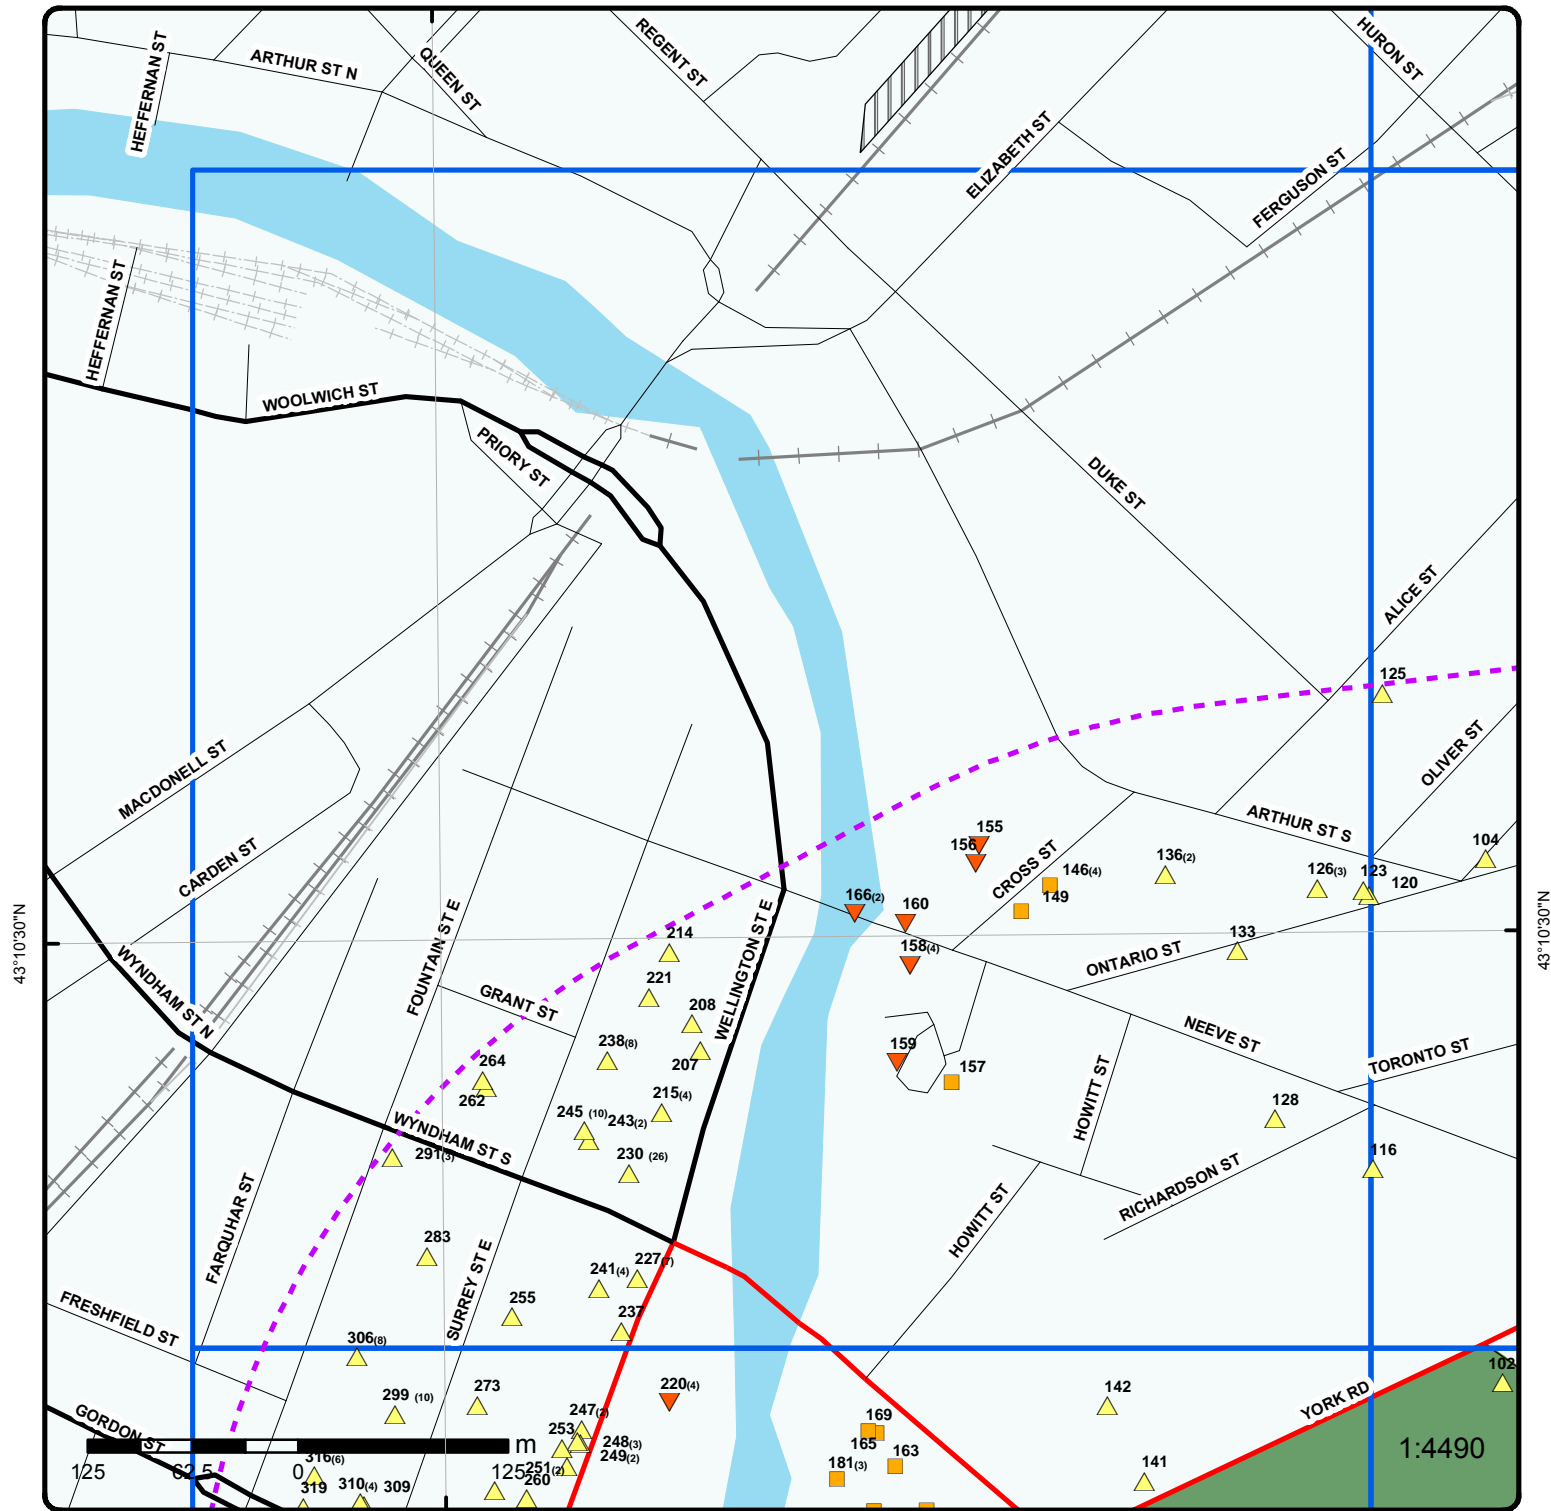 HEFFERNAN ST
ARTHUR ST N
QUEEN ST
REGENT ST
HURON ST
ELIZABETH ST
FERGUSON ST
HEFFERNAN ST
WOOLWICH ST
PRIORY ST
DUKE ST
ALICE ST
125
MACDONELL ST
OLIVER ST
CARDEN ST
ARTHUR ST S
155
156
CROSS ST
146(4)
136(2)
126(3)
123
120
104
149
166(2)
160
158(4)
133
43°10'30"N
43°10'30"N
FOUNTAIN ST E
WELLINGTON ST E
214
ONTARIO ST
WYNDHAM ST N
221
GRANT ST
208
NEEVE ST
238(8)
207
159
157
TORONTO ST
264
262
HOWITT ST
215(4)
245 (10)
243(2)
128
WYNDHAM ST S
291(3)
230 (26)
116
RICHARDSON ST
FARQUHAR ST
HOWITT ST
283
SURREY ST E
241(4)
227(7)
255
237
FRESHFIELD ST
306(8)
102
299 (10)
273
220(4)
142
YORK RD
GORDON ST
247(2)
253
248(3)
249(2)
169
165
163
1:4490
m
316(6)
125
62.5
0
125
251(2)
181(3)
141
319
310(4)
309
260